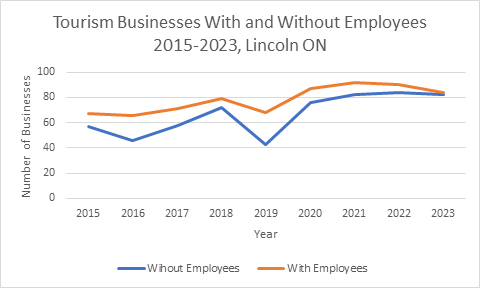 Tourism Businesses With and Without Employees
2015-2023, Lincoln ON
Number of Businesses
100
80
60
40
20
0
2015 2016 2017 2018 2019 2020 2021 2022 2023
Year
Wihout Employees With Employees